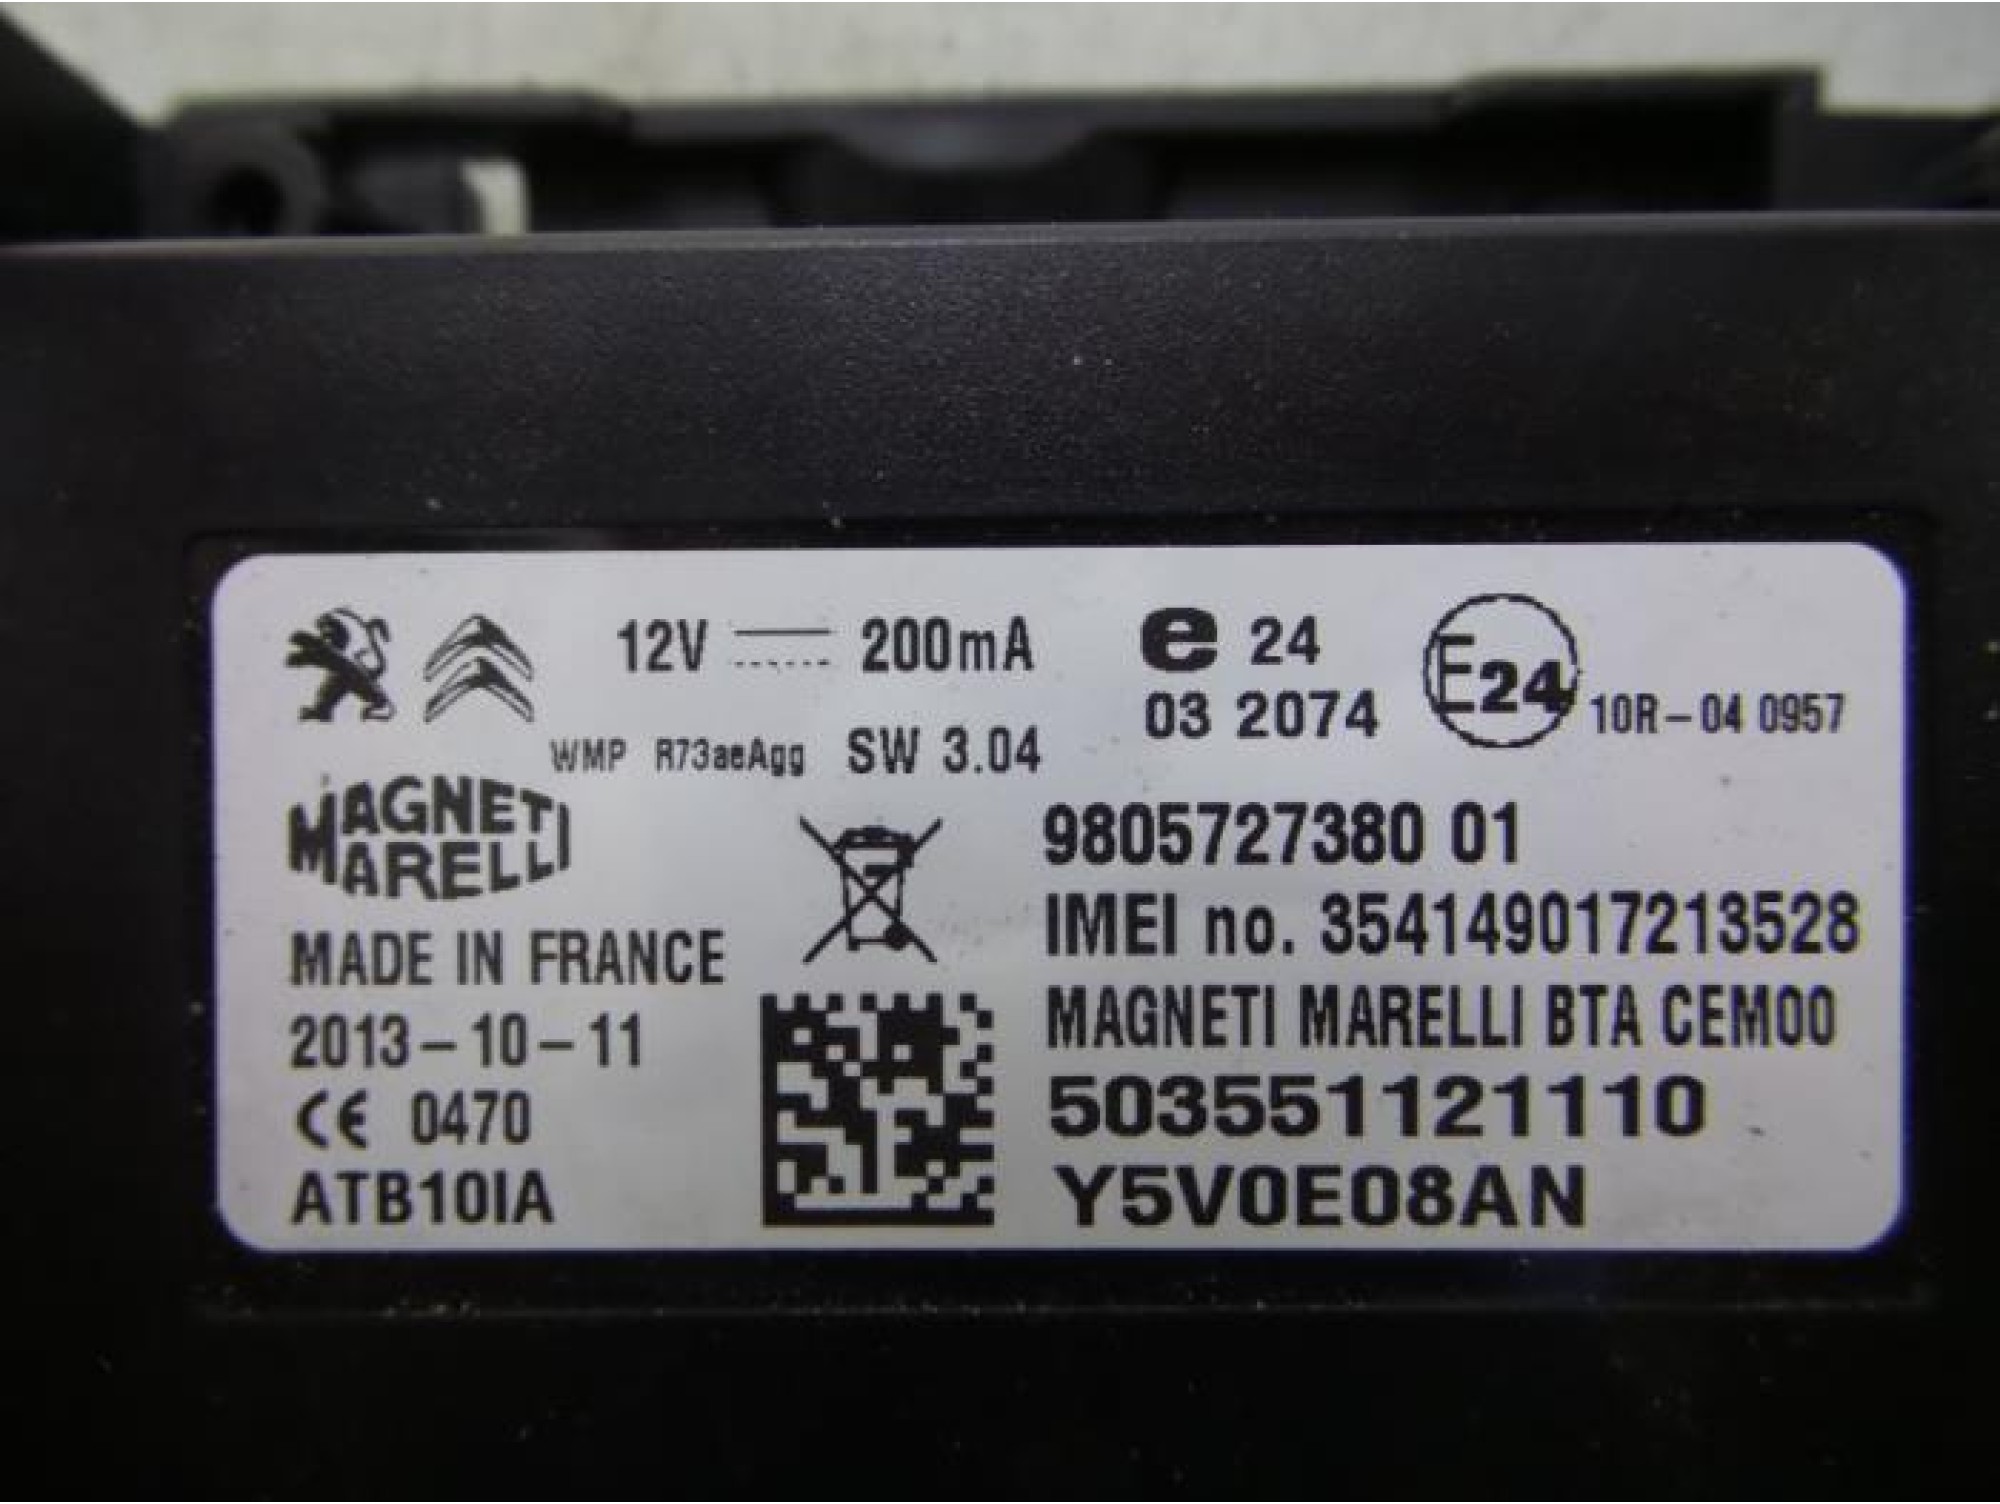 12V 200mA e 24 E24
03 2074 10R-04 0957
WMP R73aeAgg SW 3.04
MAGNETI
MARELLI
9805727380 01
IMEI no. 354149017213528
MADE IN FRANCE
MAGNETI MARELLI BTA CEM00
2013-10-11
503551121110
CE 0470
Y5V0E08AN
ATB10IA